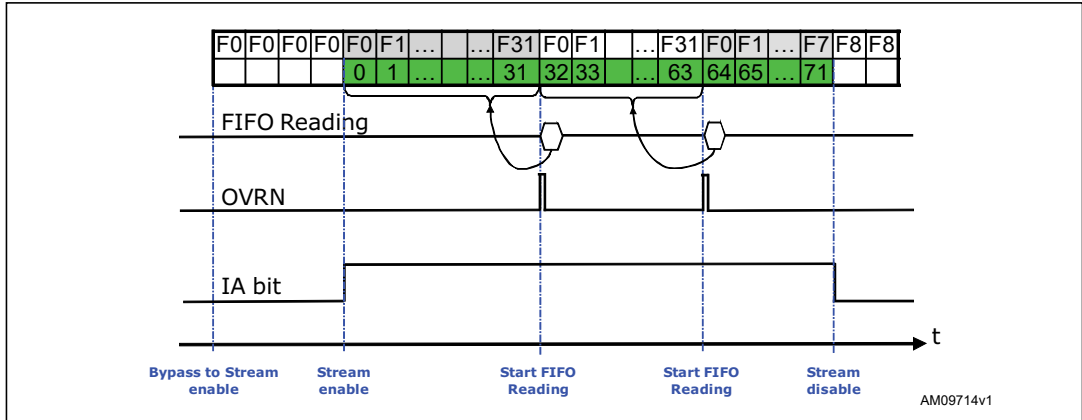 F0 F0 F0 F0 F0 F1 ... ... F31 F0 F1 ... F31 F0 F1 ... F7 F8 F8
0 1 ... ... 31 32 33 ... 63 64 65 ... 71
FIFO Reading
OVRN
IA bit
t
Bypass to Stream enable
Stream enable
Start FIFO Reading
Start FIFO Reading
Stream disable
AM09714v1